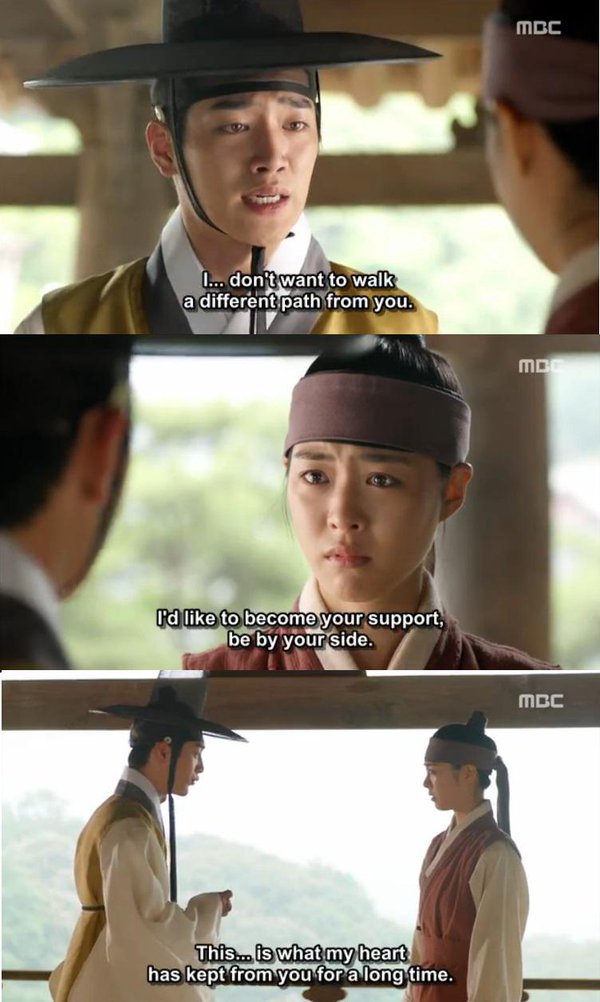 MBC
I... don't want to walk
a different path from you.
MBC
I'd like to become your support,
be by your side.
MBC
This... is what my heart
has kept from you for a long time.